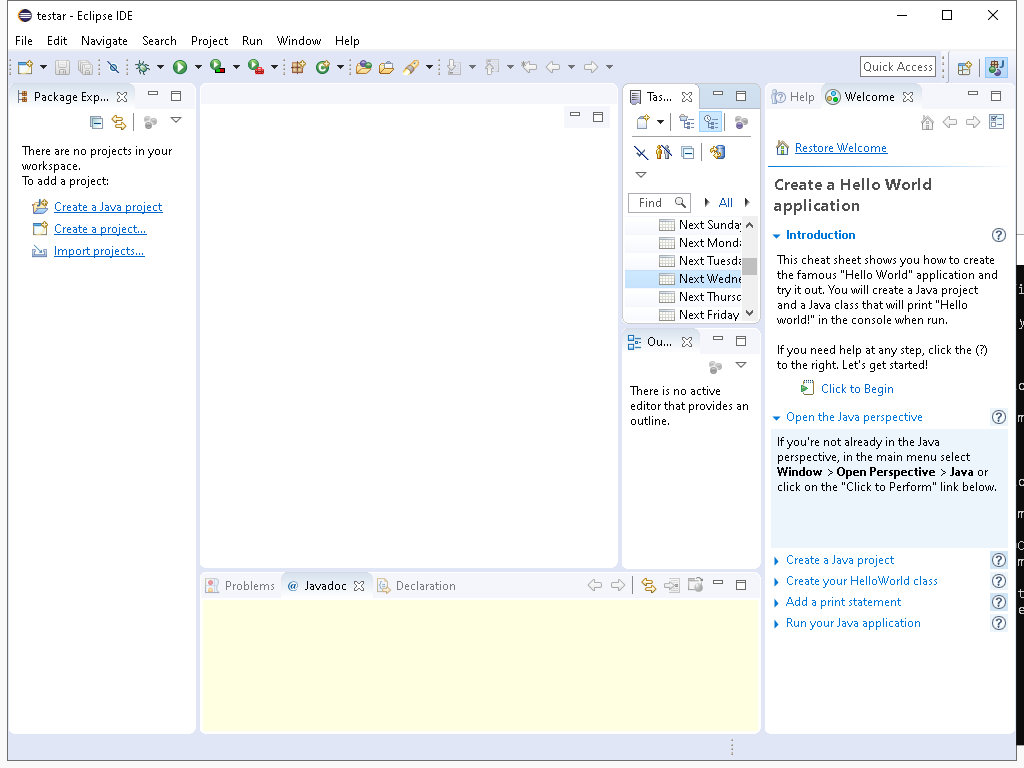 testar - Eclipse IDE
File Edit Navigate Search Project Run Window Help
Quick Access
Package Exp...
There are no projects in your
workspace.
To add a project:
Create a Java project
Create a project...
Import projects...
Tas...
Find
All
Next Sunday
Next Monda
Next Tuesda
Next Wedne
Next Thursd
Next Friday
Ou...
There is no active
editor that provides an
outline.
Problems
@ Javadoc
Declaration
Help
Welcome
Restore Welcome
Create a Hello World
application
Introduction
This cheat sheet shows you how to create
the famous "Hello World" application and
try it out. You will create a Java project
and a Java class that will print "Hello
world!" in the console when run.
If you need help at any step, click the (?)
to the right. Let's get started!
Click to Begin
Open the Java perspective
If you're not already in the Java
perspective, in the main menu select
Window > Open Perspective > Java or
click on the "Click to Perform" link below.
Create a Java project
Create your HelloWorld class
Add a print statement
Run your Java application